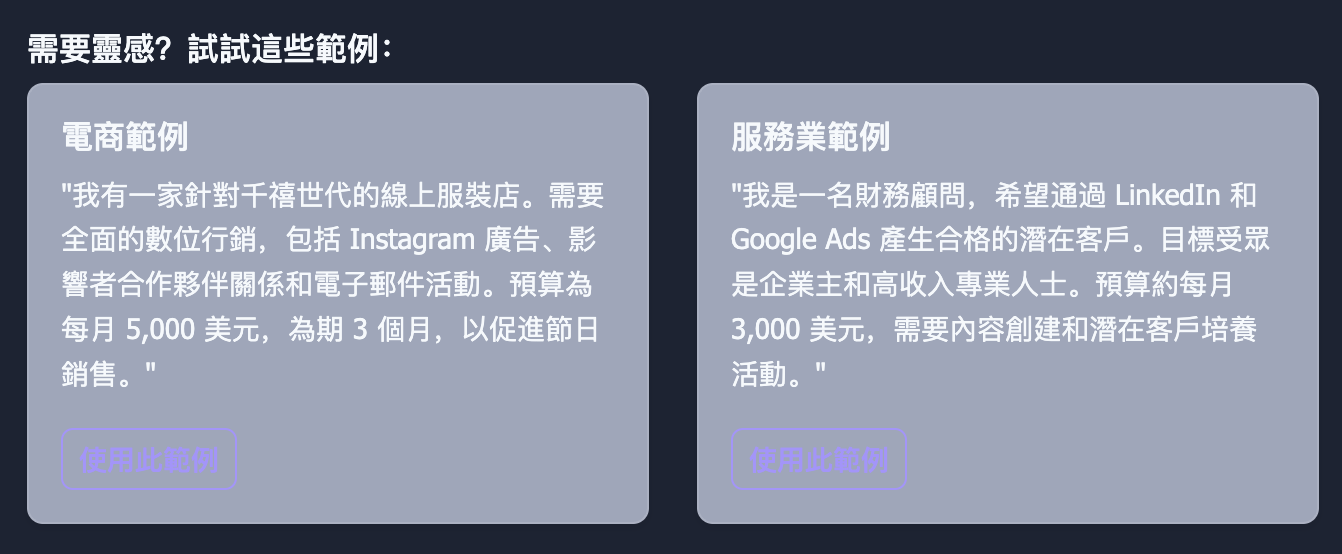 需要靈感？試試這些範例：
電商範例
"我有一家針對千禧世代的線上服裝店。需要
全面的數位行銷，包括 Instagram 廣告、影
響者合作夥伴關係和電子郵件活動。預算為
每月 5,000 美元，為期 3 個月，以促進節日
銷售。"
使用此範例
服務業範例
"我是一名財務顧問，希望通過 LinkedIn 和
Google Ads 產生合格的潛在客戶。目標受眾
是企業主和高收入專業人士。預算約每月
3,000 美元，需要內容創建和潛在客戶培養
活動。"
使用此範例